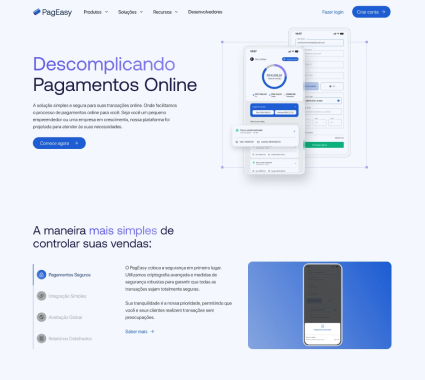 PagEasy
Produtos
Soluções
Recursos
Desenvolvedores
Fazer login
Criar conta
Descomplicando
Pagamentos Online
A solução simples e segura para suas transações online. Onde facilitamos
o processo de pagamentos online para você. Seja você um pequeno
empreendedor ou uma empresa em crescimento, nossa plataforma foi
projetada para atender às suas necessidades.
Comece agora
A maneira mais simples de
controlar suas vendas:
Pagamentos Seguros
Integração Simples
Aceitação Global
Relatórios Detalhados
O PagEasy coloca a segurança em primeiro lugar.
Utilizamos criptografia avançada e medidas de
segurança robustas para garantir que todas as
transações sejam totalmente seguras.
Sua tranquilidade é a nossa prioridade, permitindo que
você e seus clientes realizem transações sem
preocupações.
Saber mais